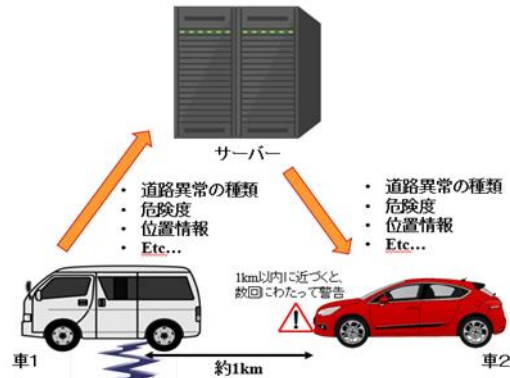 サーバー
・ 道路異常の種類
・ 危険度
・ 位置情報
・ Etc…
・ 道路異常の種類
・ 危険度
・ 位置情報
・ Etc…
1km以内に近づくと、
数回にわたって警告
!
車1
約1km
車2